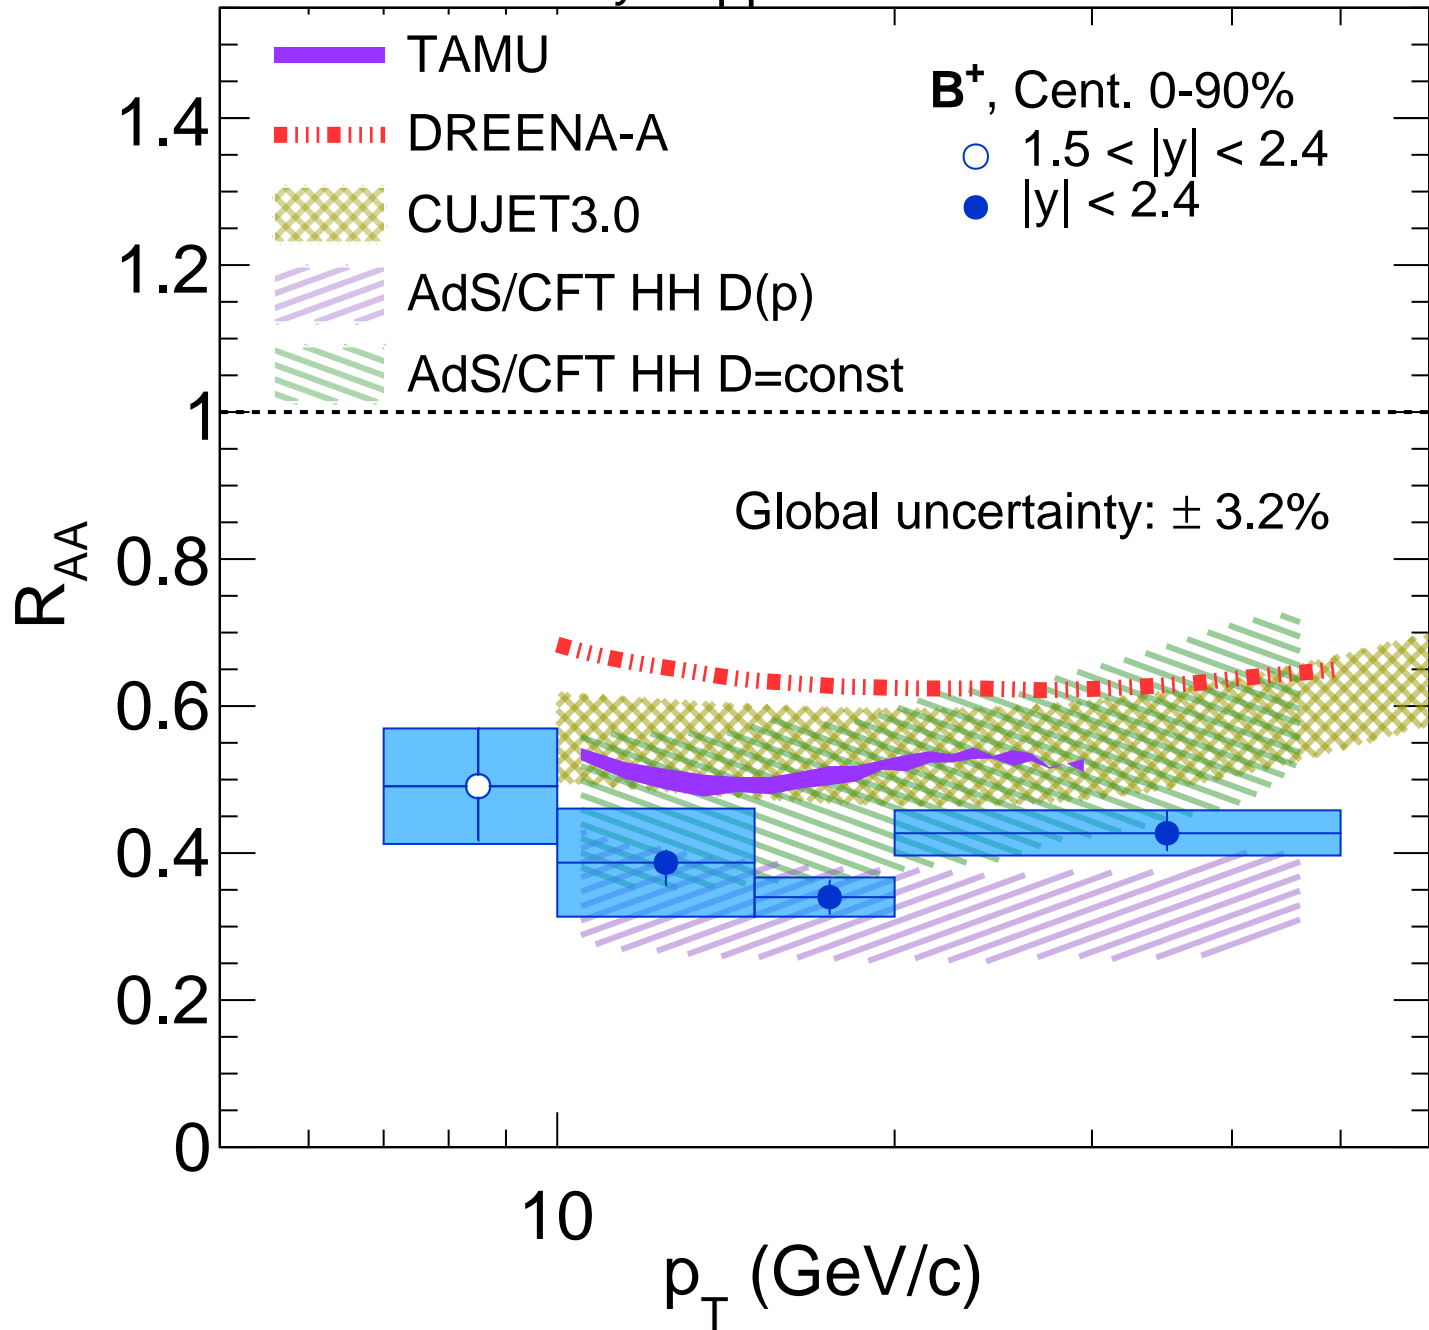 TAMU
DREENA-A
CUJET3.0
AdS/CFT HH D(p)
AdS/CFT HH D=const
B+, Cent. 0-90%
1.5 < |y| < 2.4
|y| < 2.4
Global uncertainty: ± 3.2%
RAA
1.4
1.2
1
0.8
0.6
0.4
0.2
0
10
pT (GeV/c)